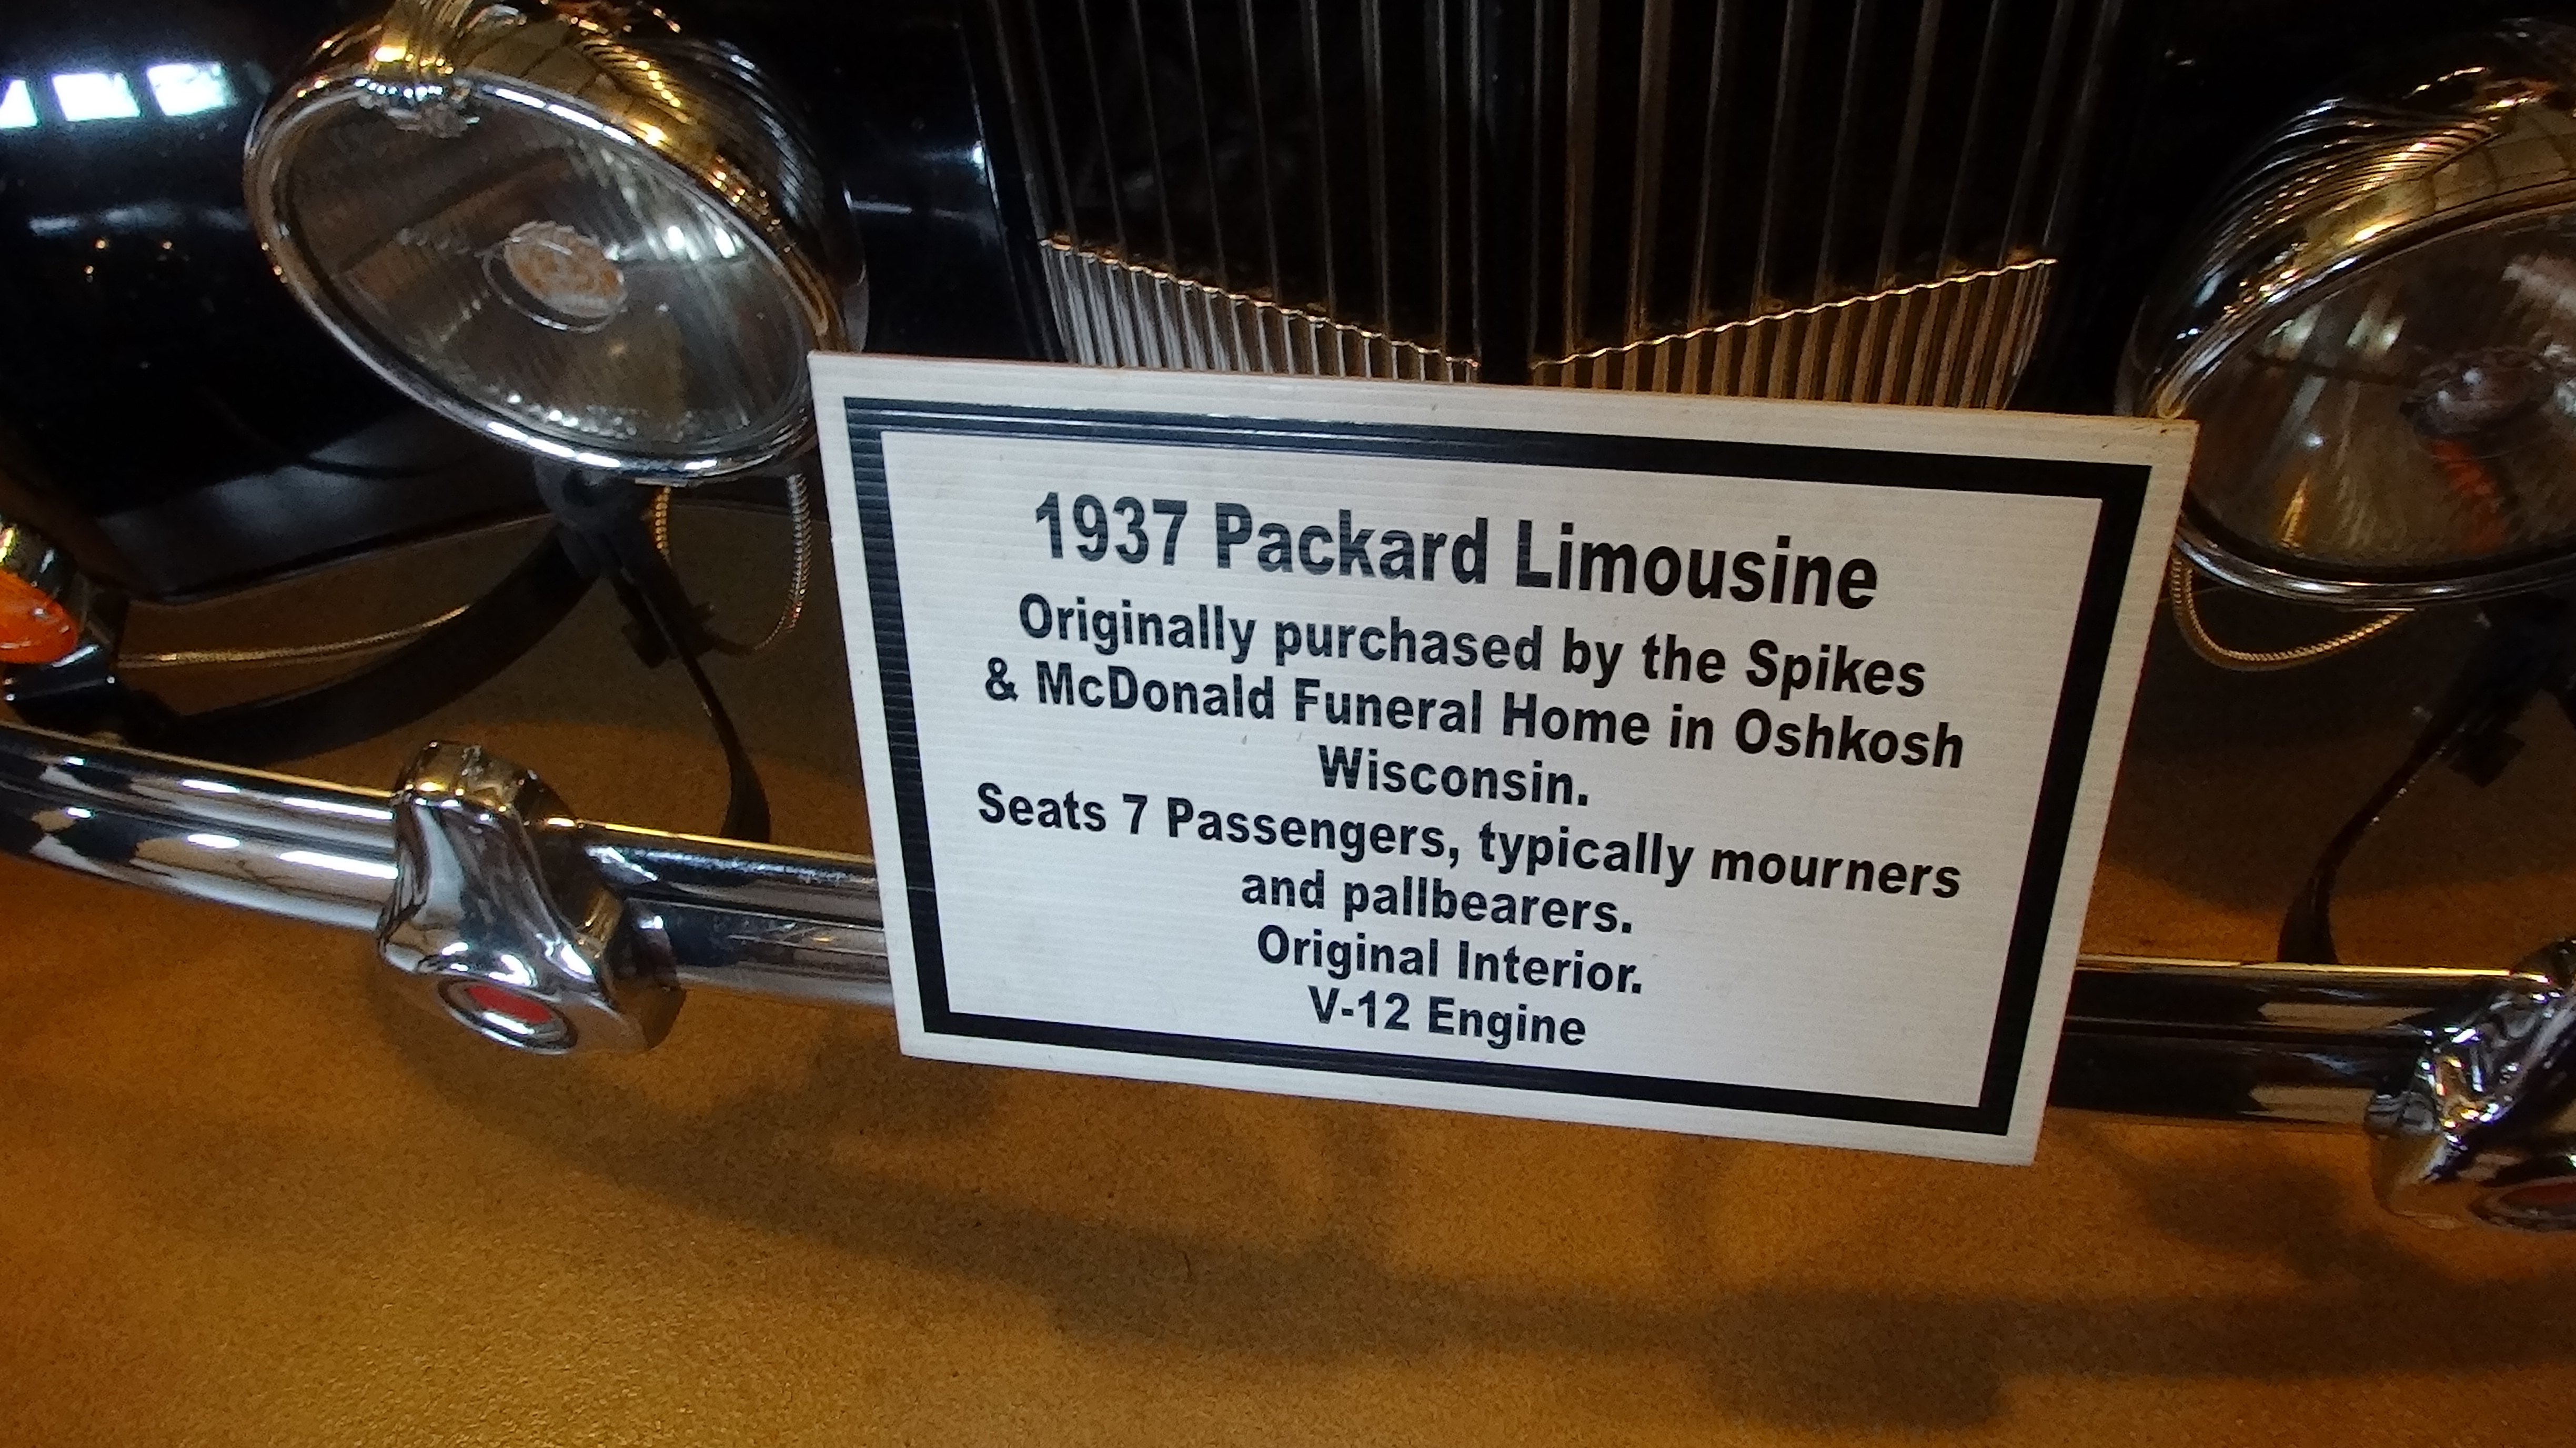 1937 Packard Limousine
Originally purchased by the Spikes
& McDonald Funeral Home in Oshkosh
Wisconsin.
Seats 7 Passengers, typically mourners
and pallbearers.
Original Interior.
V-12 Engine